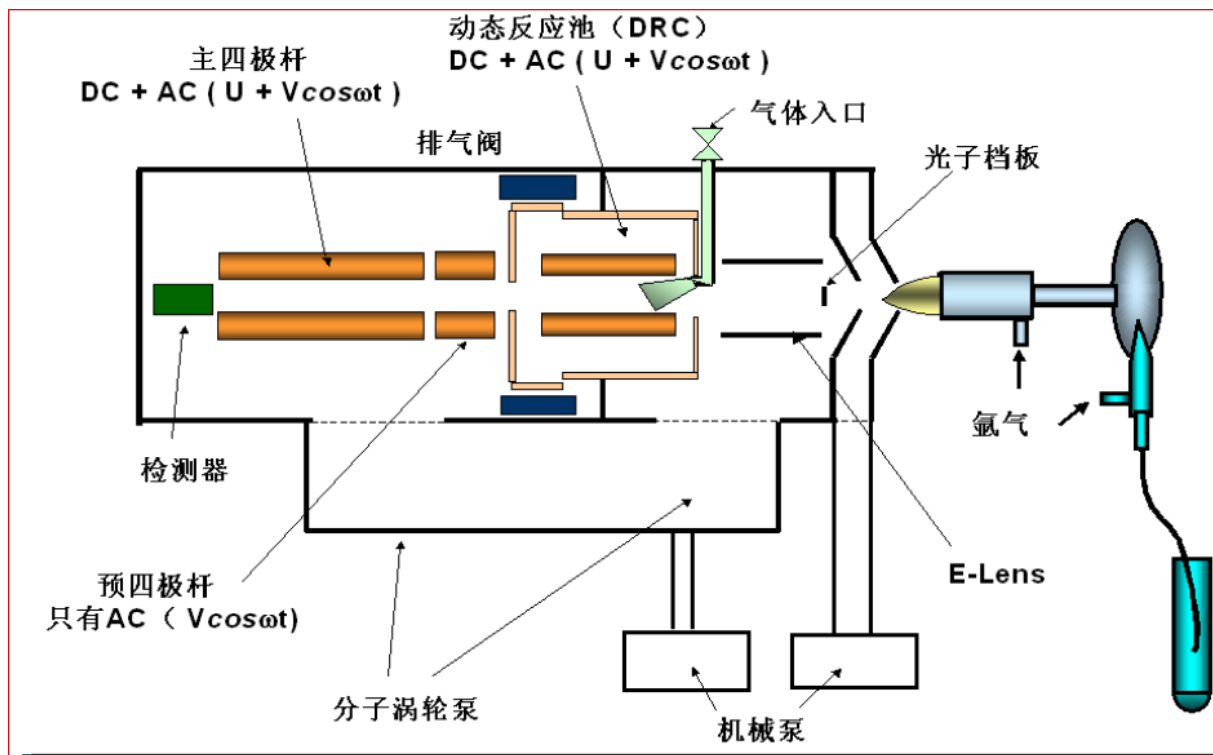 动态反应池（DRC）
DC + AC ( U + Vcosωt )
主四极杆
DC + AC ( U + Vcosωt )
气体入口
排气阀
光子档板
氩气
检测器
E-Lens
预四极杆
只有AC（ Vcosωt)
分子涡轮泵
机械泵